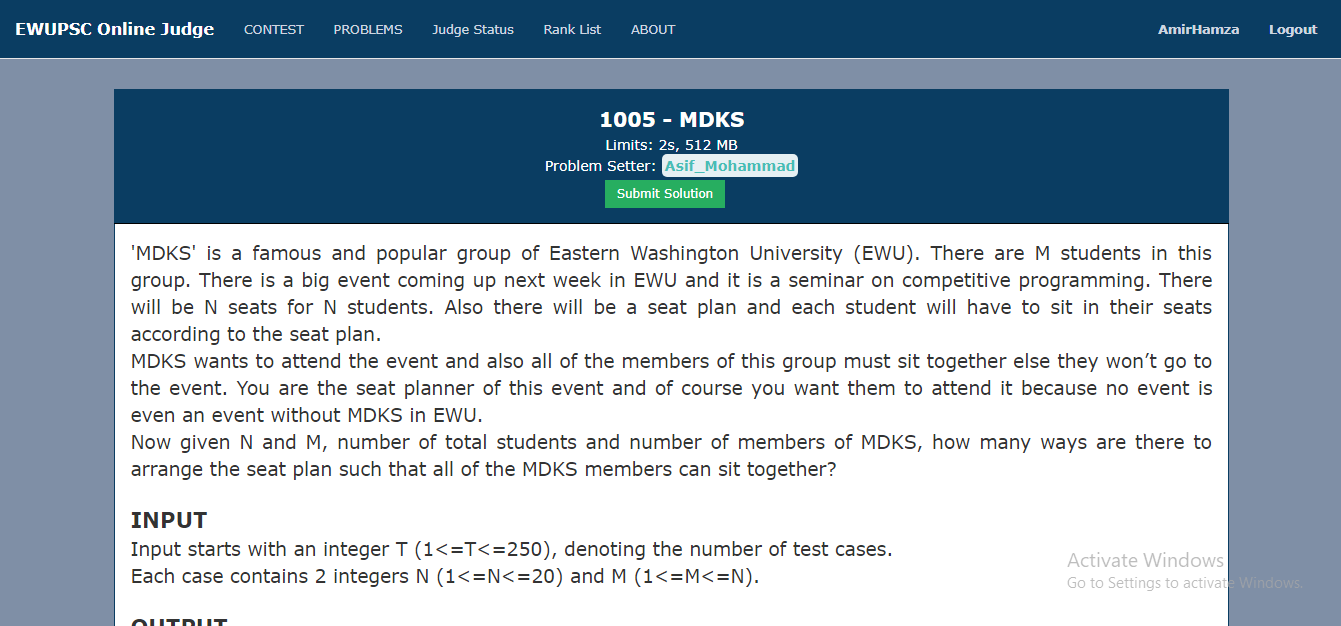 EWUPSC Online Judge CONTEST PROBLEMS Judge Status Rank List ABOUT AmirHamza Logout
1005 - MDKS
Limits: 2s, 512 MB
Problem Setter: Asif_Mohammad
Submit Solution
'MDKS' is a famous and popular group of Eastern Washington University (EWU). There are M students in this
group. There is a big event coming up next week in EWU and it is a seminar on competitive programming. There
will be N seats for N students. Also there will be a seat plan and each student will have to sit in their seats
according to the seat plan.
MDKS wants to attend the event and also all of the members of this group must sit together else they won’t go to
the event. You are the seat planner of this event and of course you want them to attend it because no event is
even an event without MDKS in EWU.
Now given N and M, number of total students and number of members of MDKS, how many ways are there to
arrange the seat plan such that all of the MDKS members can sit together?
INPUT
Input starts with an integer T (1<=T<=250), denoting the number of test cases.
Each case contains 2 integers N (1<=N<=20) and M (1<=M<=N).
Activate Windows
Go to Settings to activate Windows.
OUTPUT